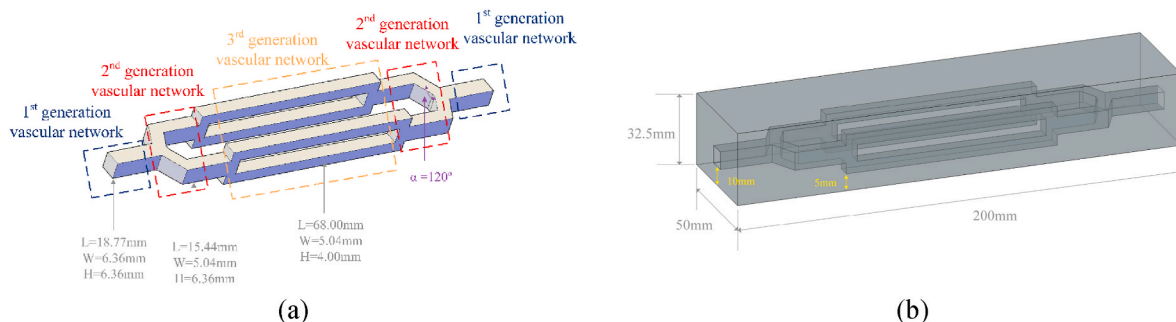 1st generation
vascular network
2nd generation
vascular network
3rd generation
vascular network
2nd generation
vascular network
1st generation
vascular network
α =120°
L=18.77mm
W=6.36mm
H=6.36mm
L=15.44mm
W=5.04mm
H=6.36mm
L=68.00mm
W=5.04mm
H=4.00mm
(a)
32.5mm
10mm
5mm
50mm
200mm
(b)